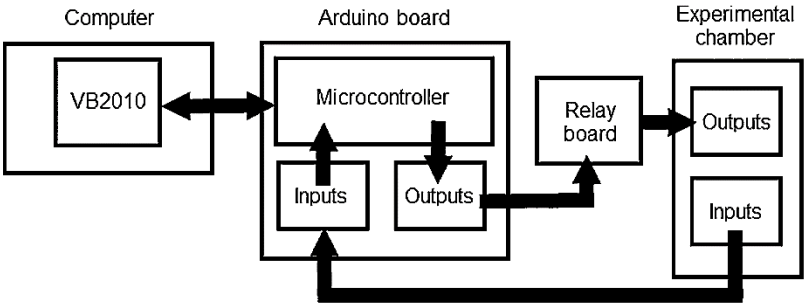 Computer
Arduino board
Experimental
chamber
VB2010
Microcontroller
Relay
board
Outputs
Inputs
Outputs
Inputs